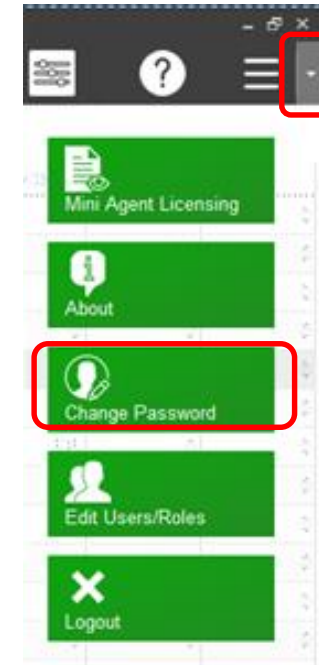 ?
Mini Agent Licensing
i
About
Change Password
Edit Users/Roles
Logout